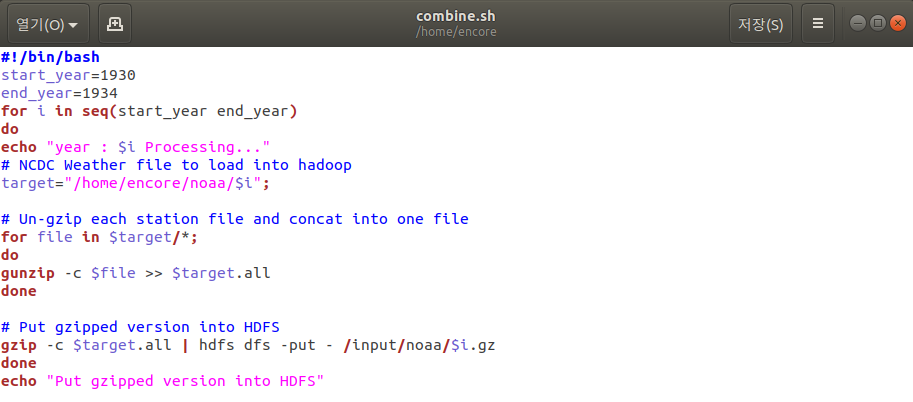 열기(O)
combine.sh
/home/encore
저장(S)
#!/bin/bash
start_year=1930
end_year=1934
for i in seq(start_year end_year)
do
echo "year : $i Processing..."
# NCDC Weather file to load into hadoop
target="/home/encore/noaa/$i";
# Un-gzip each station file and concat into one file
for file in $target/*;
do
gunzip -c $file >> $target.all
done
# Put gzipped version into HDFS
gzip -c $target.all | hdfs dfs -put - /input/noaa/$i.gz
done
echo "Put gzipped version into HDFS"